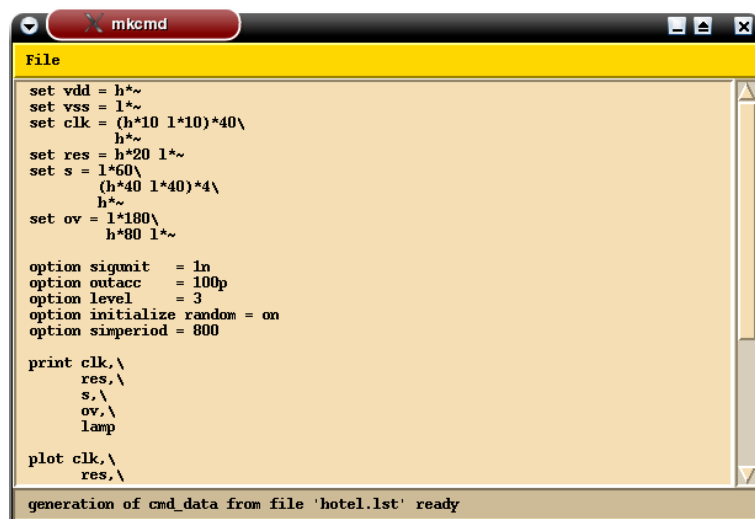 mkcmd
File
set vdd = h*~
set vss = l*~
set clk = (h*10 l*10)*40\
h*~
set res = h*20 l*~
set s = l*60\
(h*40 l*40)*4\
h*~
set ov = l*180\
h*80 l*~
option sigunit = 1n
option outacc = 100p
option level = 3
option initialize random = on
option simperiod = 800
print clk,\
res,\
s,\
ov,\
lamp
plot clk,\
res,\
generation of cmd_data from file 'hotel.lst' ready